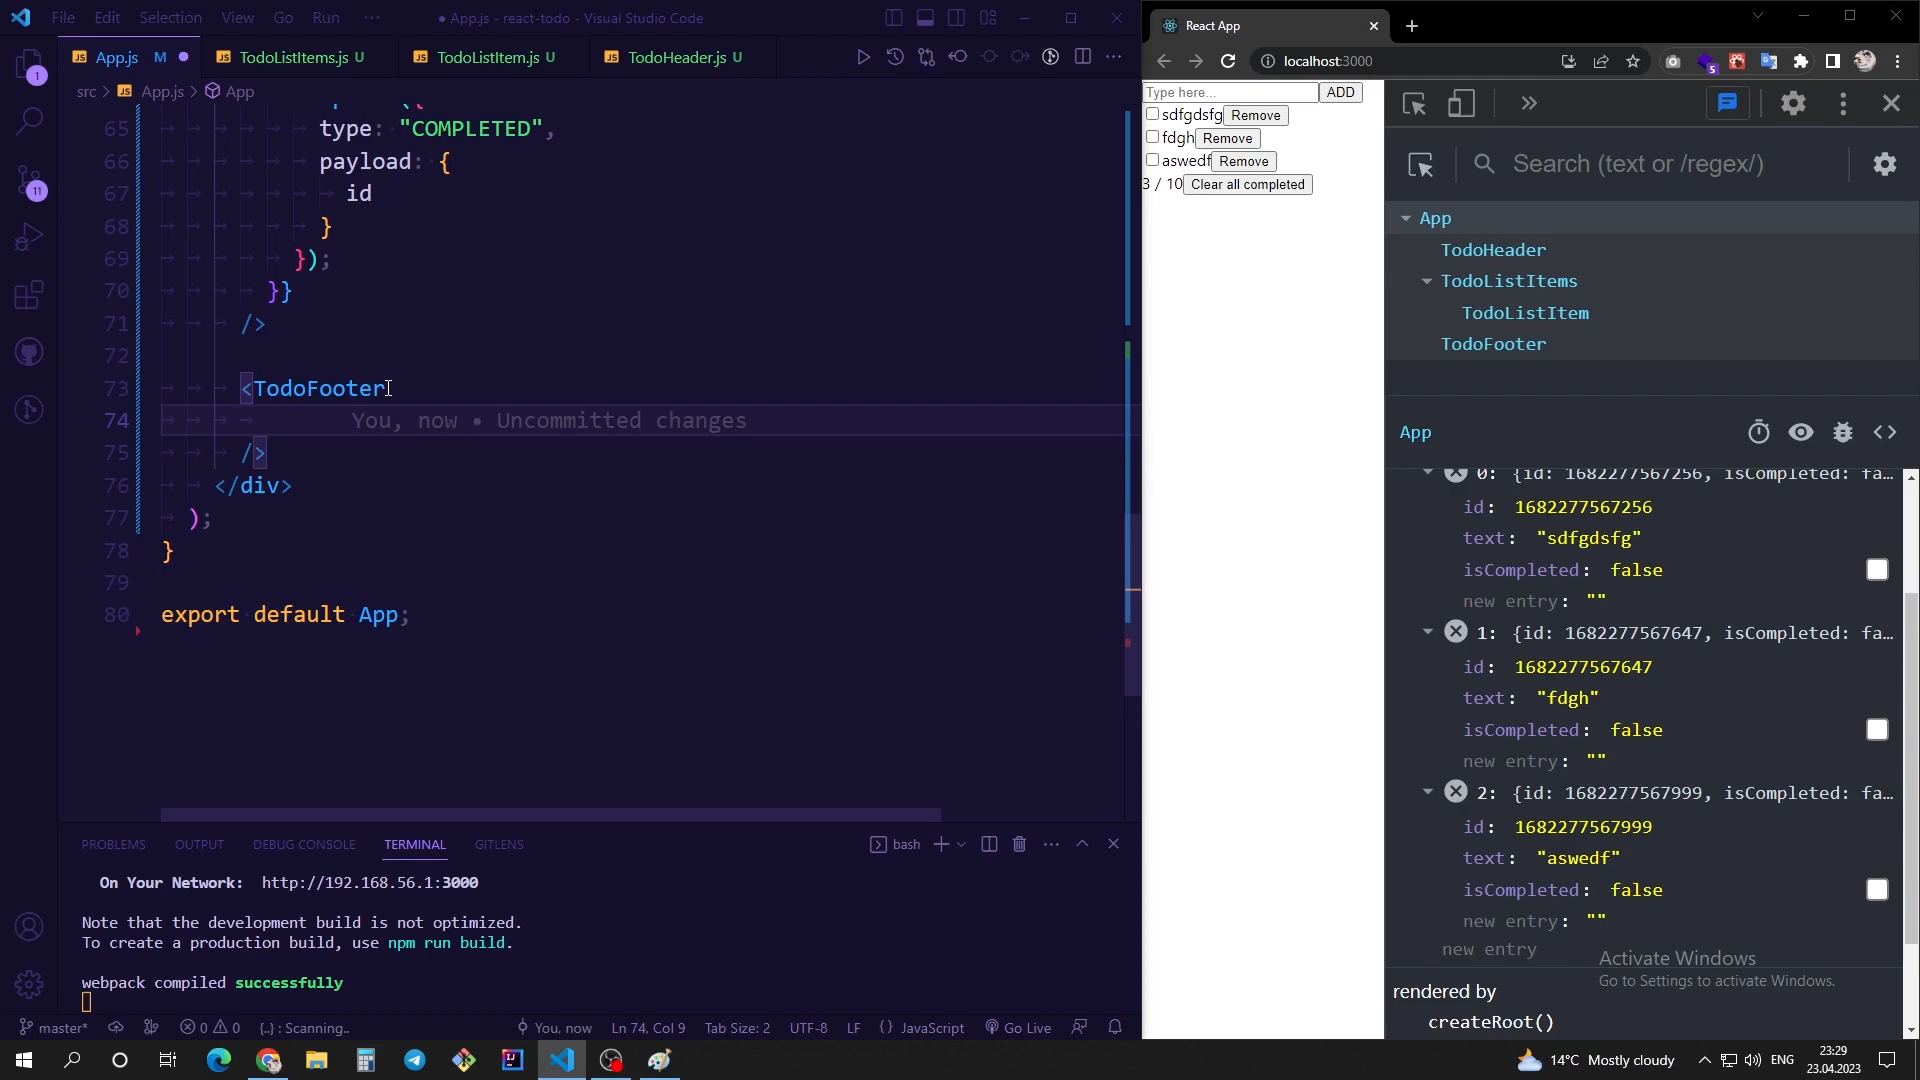 File Edit Selection View Go Run ···
● App.js - react-todo - Visual Studio Code
App.js M
TodoListItems.js U
TodoListItem.js U
TodoHeader.js U
src > App.js > App
65 type: "COMPLETED",
66 payload: {
67 id
68 }
69 });
70 }}
71 />
72
73 <TodoFooter
74 You, now • Uncommitted changes
75 />
76 </div>
77 );
78 }
79
80 export default App;
1
11
PROBLEMS OUTPUT DEBUG CONSOLE TERMINAL GITLENS
bash
On Your Network: http://192.168.56.1:3000
Note that the development build is not optimized.
To create a production build, use npm run build.
webpack compiled successfully
master* 0 0 {..} : Scanning.. You, now Ln 74, Col 9 Tab Size: 2 UTF-8 LF {} JavaScript Go Live
React App
localhost:3000
5
Type here... ADD
sdfgdsfg Remove
fdgh Remove
aswedf Remove
3 / 10 Clear all completed
Search (text or /regex/)
App
TodoHeader
TodoListItems
TodoListItem
TodoFooter
App
0: {id: 1682277567256, isCompleted: fa…
id: 1682277567256
text: "sdfgdsfg"
isCompleted: false
new entry: ""
1: {id: 1682277567647, isCompleted: fa…
id: 1682277567647
text: "fdgh"
isCompleted: false
new entry: ""
2: {id: 1682277567999, isCompleted: fa…
id: 1682277567999
text: "aswedf"
isCompleted: false
new entry: ""
new entry
Activate Windows
Go to Settings to activate Windows.
rendered by
createRoot()
14°C Mostly cloudy
ENG
23:29
23.04.2023